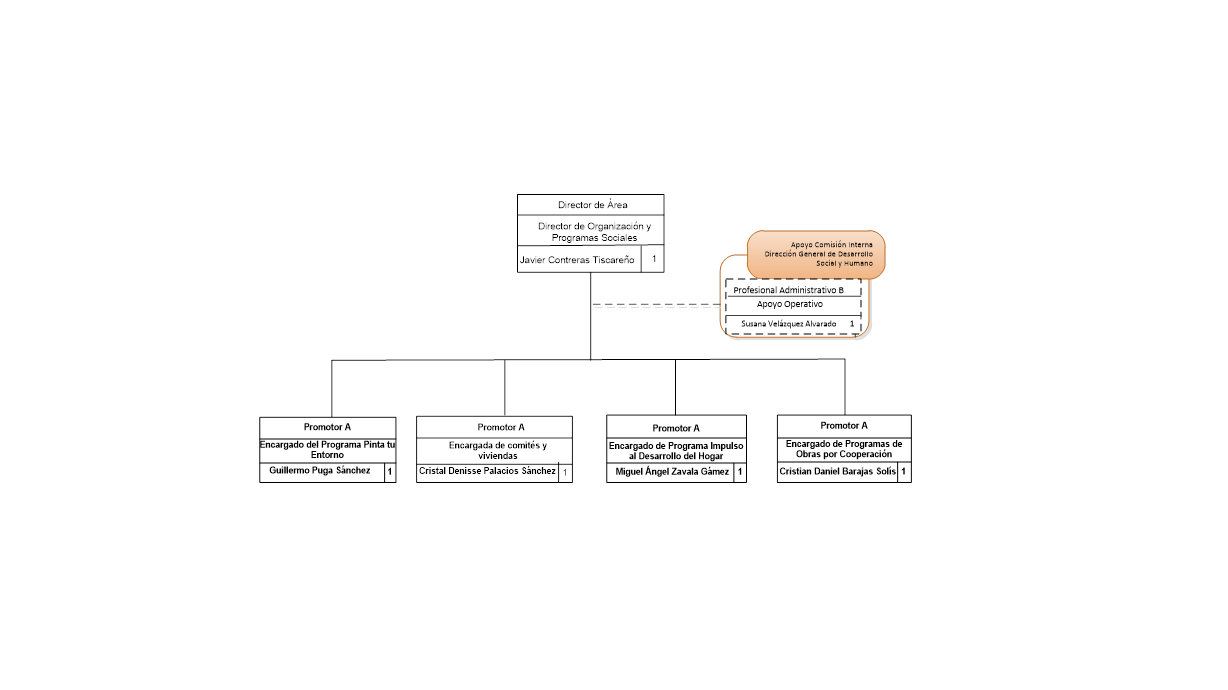 Director de Área
Director de Organización y
Programas Sociales
Javier Contreras Tiscareño 1
Apoyo Comisión Interna
Dirección General de Desarrollo
Social y Humano
Profesional Administrativo B
Apoyo Operativo
Susana Velázquez Alvarado 1
Promotor A
Encargado del Programa Pinta tu
Entorno
Guillermo Puga Sánchez 1
Promotor A
Encargada de comités y
viviendas
Cristal Denisse Palacios Sánchez 1
Promotor A
Encargado de Programa Impulso
al Desarrollo del Hogar
Miguel Ángel Zavala Gámez 1
Promotor A
Encargado de Programas de
Obras por Cooperación
Cristian Daniel Barajas Solís 1